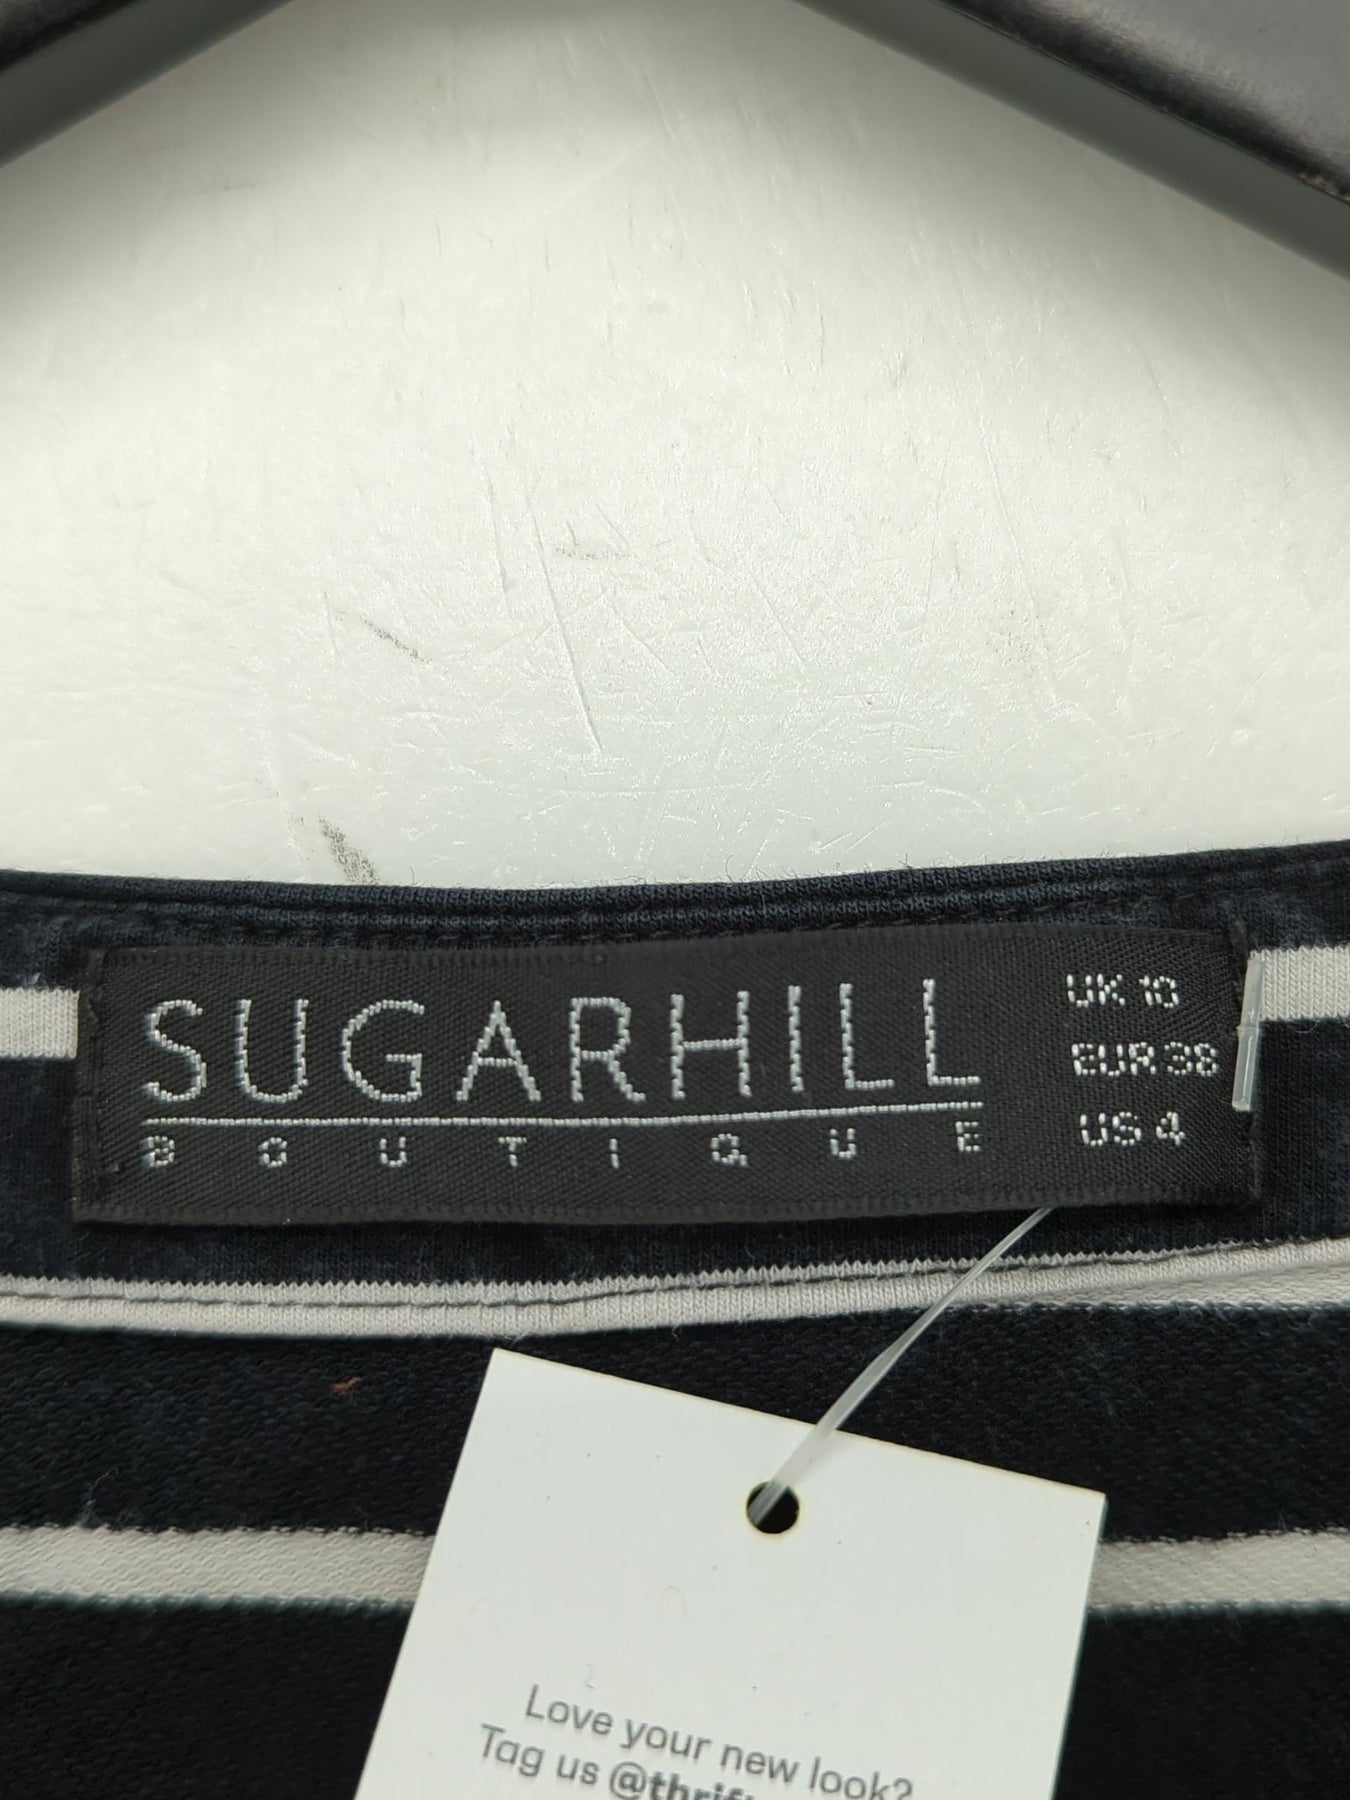 SUGARHILL
BOUTIQUE
UK 10
EUR 38
US 4
Love your new look?
Tag us